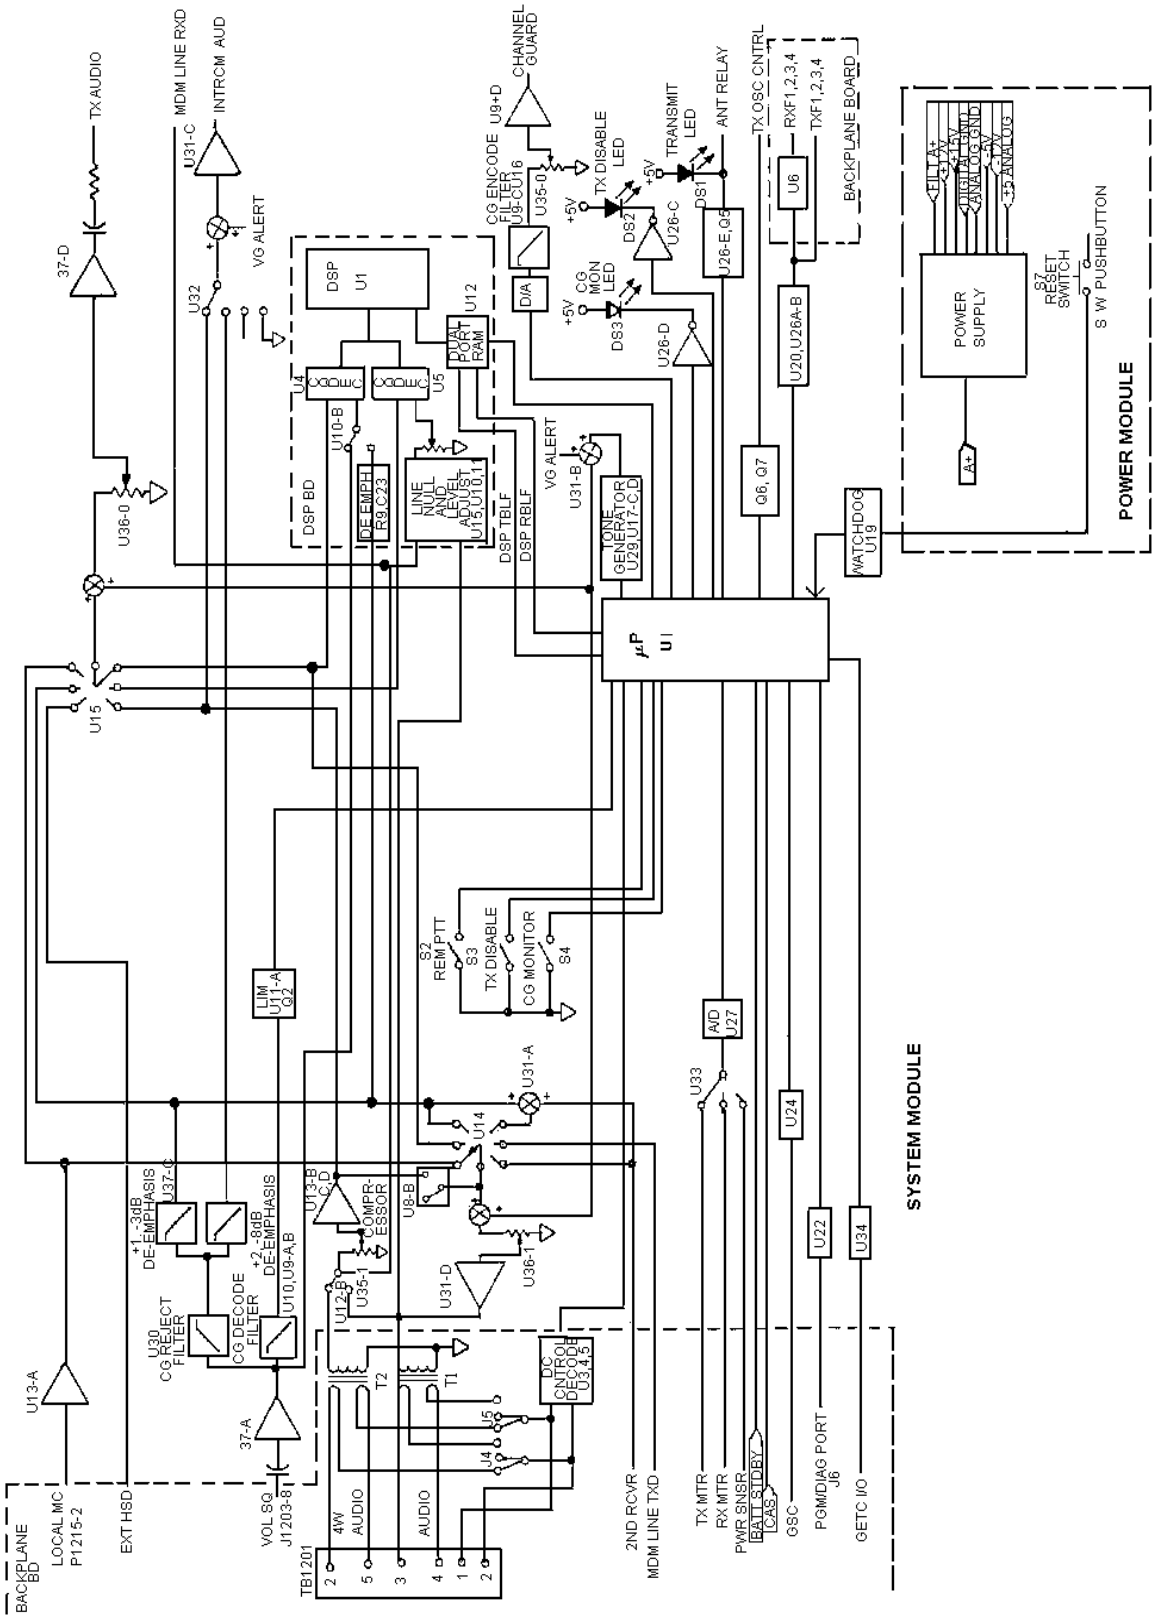 BACKPLANE
BD
LOCAL MC
P1215-2
EXT HSD
VOL SQ
J1203-8
TB1201
2
5
3
4
1
2
4W
AUDIO
AUDIO
2ND RCVR
MDM LINE TXD
TX MTR
RX MTR
PWR SNSR
BATT STDBY
CAS
GSC
PGM/DIAG PORT
J6
GETC I/O
U13-A
37-A
U30
CG REJECT
FILTER
CG DECODE
FILTER
U10,U9-A,B
+1,-3dB
DE-EMPHASIS
U37-C
+2,-8dB
DE-EMPHASIS
T2
T1
J5
J4
DC
CNTROL
DECODE
U3,4,5
U12-B
U35-1
COMPR-
ESSOR
U13-B
C,D
U8-B
U14
U31-A
U31-D
U36-1
LIM
U11-A
Q2
S2
REM PTT
S3
TX DISABLE
CG MONITOR
S4
U33
A/D
U27
U24
U22
U34
SYSTEM MODULE
U15
U36-0
37-D
TX AUDIO
MDM LINE RXD
INTRCM AUD
U31-C
VG ALERT
U32
DSP BD
DSP
U1
U4
CODEC
CODEC
U5
U10-B
DE EMPH
R9,C23
LINE
NULL
AND
LEVEL
ADJUST
U15,U10,11
DUAL
PORT
RAM
U12
DSP TBLF
DSP RBLF
VG ALERT
U31-B
TONE
GENERATOR
U29,U17-C,D
µP
U1
D/A
CG ENCODE
FILTER
U9-CU16
U35-0
U9+D
CHANNEL
GUARD
+5V
CG
MON
LED
DS3
U26-D
+5V
TX DISABLE
LED
DS2
U26-C
+5V
TRANSMIT
LED
DS1
U26-E,Q5
ANT RELAY
TX OSC CNTRL
Q6, Q7
U20,U26A-B
U6
RXF1,2,3,4
TXF1,2,3,4
BACKPLANE BOARD
WATCHDOG
U19
A+
POWER
SUPPLY
FILT A+
+12V
+15V
DIGITAL GND
ANALOG GND
-5V
-12V
+5 ANALOG
S7
RESET
SWITCH
S W PUSHBUTTON
POWER MODULE